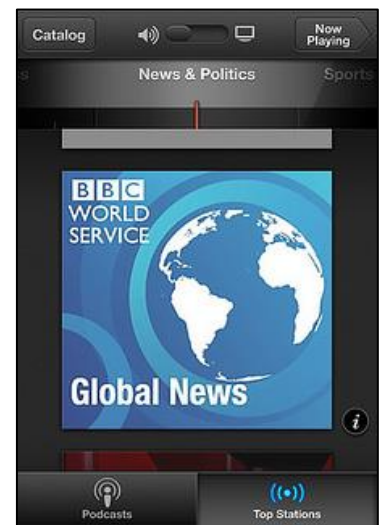 Catalog
Now
Playing
s
News & Politics
Sports
BBC
WORLD
SERVICE
Global News
i
Podcasts
Top Stations